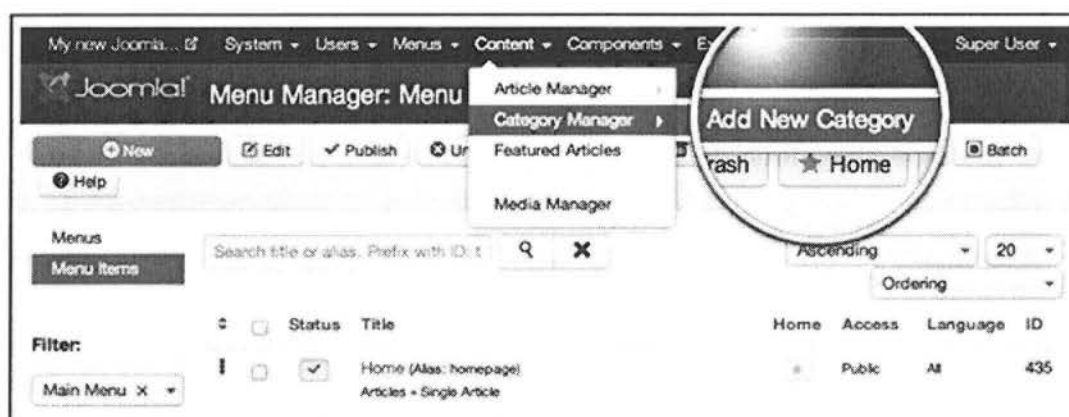 My new Joomla... System Users Menus Content Components Super User
Joomla! Menu Manager: Menu
Article Manager
Category Manager Add New Category
New Edit Publish Featured Articles Home Batch
Help
Media Manager
Menus
Search title or alias. Prefix with ID: t
Ascending 20
Menu Items
Ordering
Status Title Home Access Language ID
Filter:
Home (Alias: homepage) Public All 435
Main Menu Articles » Single Article